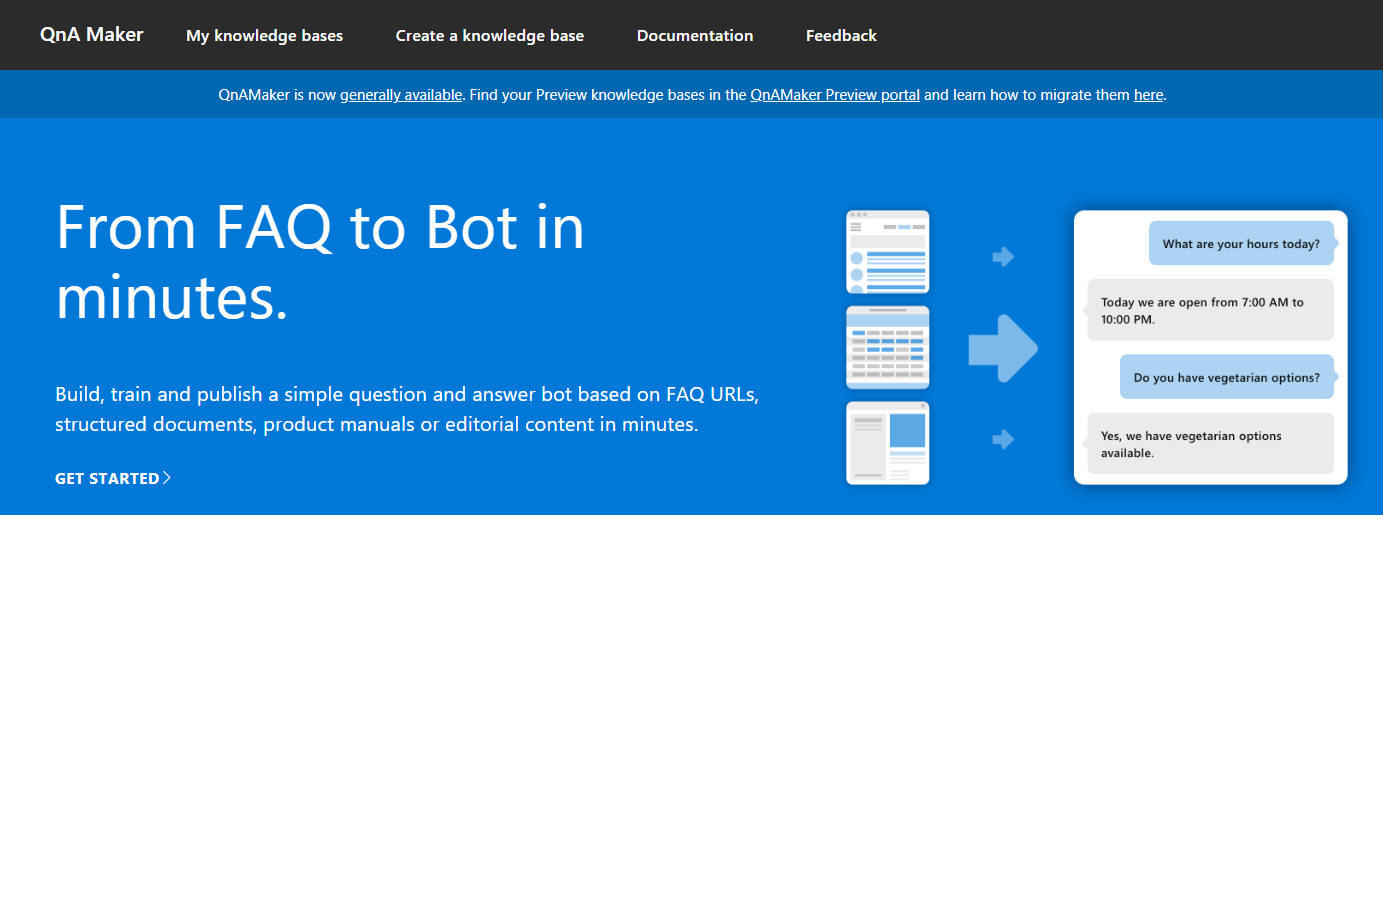 QnA Maker
My knowledge bases
Create a knowledge base
Documentation
Feedback
QnAMaker is now generally available. Find your Preview knowledge bases in the QnAMaker Preview portal and learn how to migrate them here.
From FAQ to Bot in
minutes.
Build, train and publish a simple question and answer bot based on FAQ URLs,
structured documents, product manuals or editorial content in minutes.
GET STARTED
What are your hours today?
Today we are open from 7:00 AM to
10:00 PM.
Do you have vegetarian options?
Yes, we have vegetarian options
available.